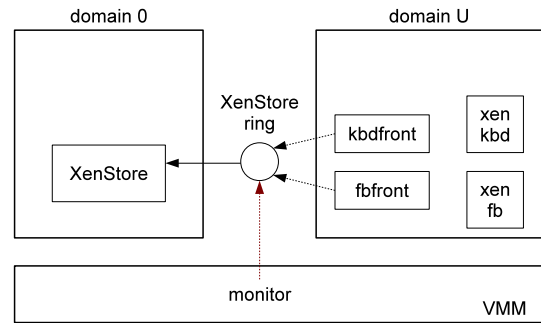 domain 0
domain U
XenStore
ring
XenStore
kbdfront
fbfront
xen
kbd
xen
fb
monitor
VMM